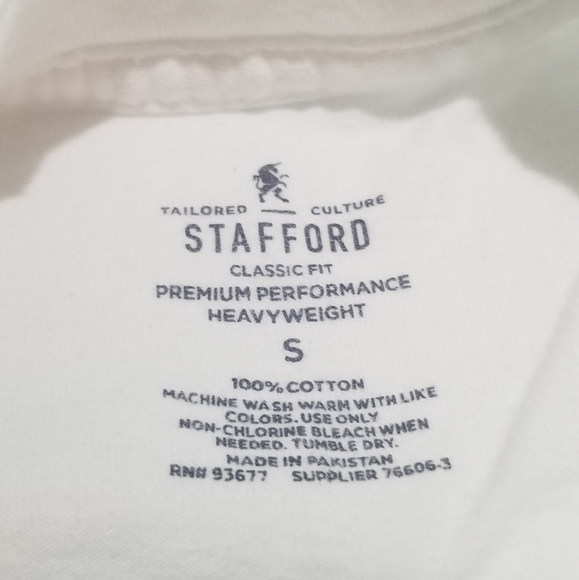 TAILORED CULTURE
STAFFORD
CLASSIC FIT
PREMIUM PERFORMANCE
HEAVYWEIGHT
S
100% COTTON
MACHINE WASH WARM WITH LIKE
COLORS. USE ONLY
NON-CHLORINE BLEACH WHEN
NEEDED. TUMBLE DRY.
MADE IN PAKISTAN
RN# 93677 SUPPLIER 76606-3